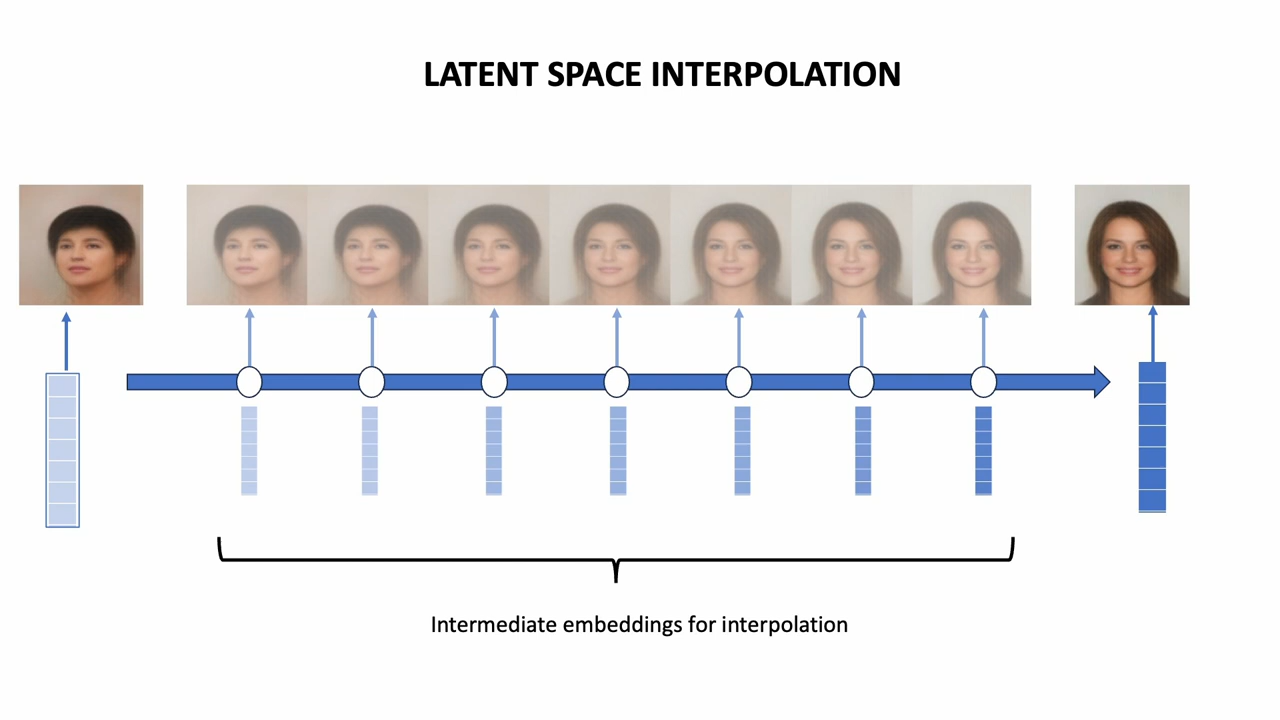 LATENT SPACE INTERPOLATION
Intermediate embeddings for interpolation